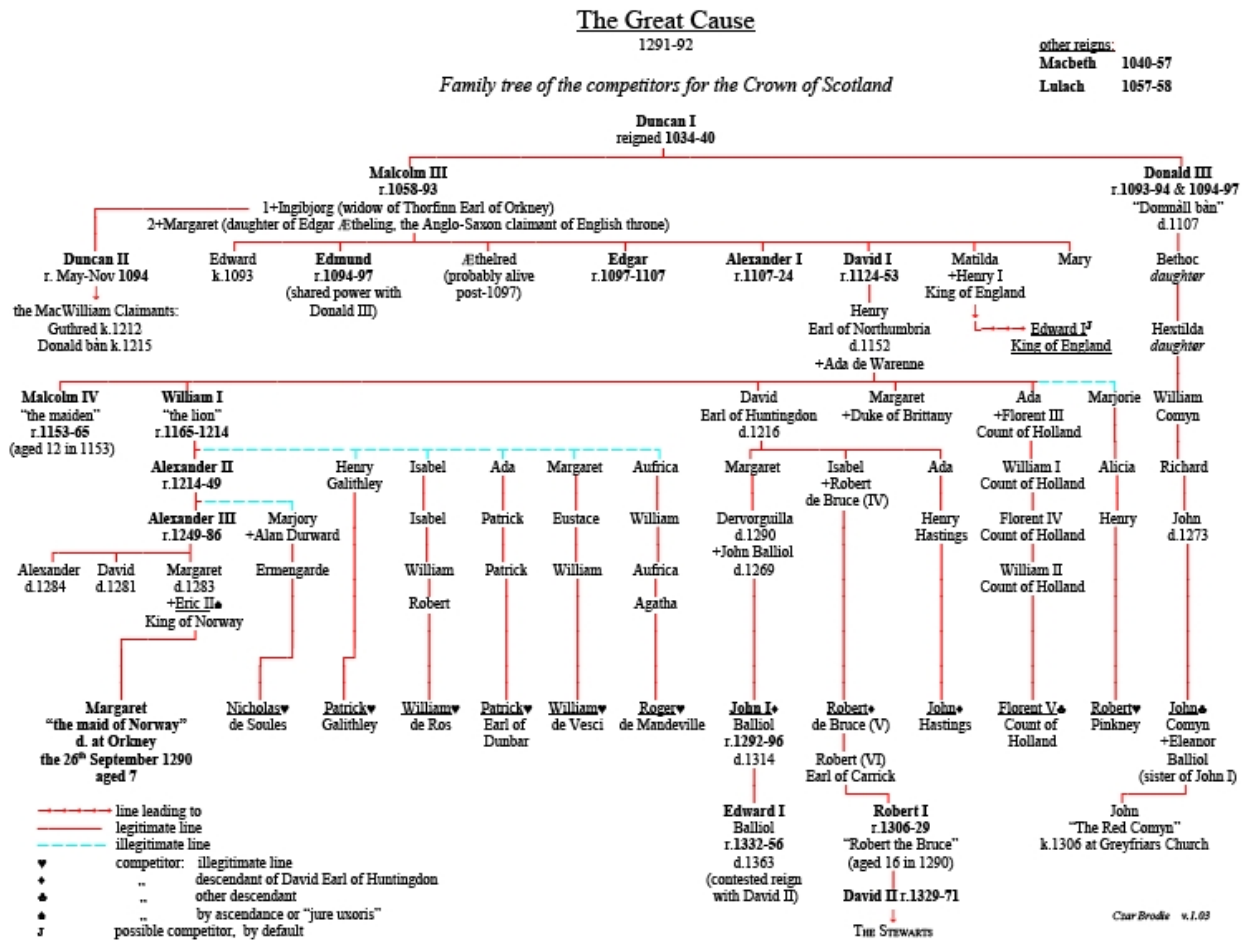 The Great Cause
1291-92
other reigns:
Macbeth 1040-57
Lulach 1057-58
Family tree of the competitors for the Crown of Scotland
Duncan I
reigned 1034-40
Malcolm III
r.1058-93
1+Ingibjorg (widow of Thorfinn Earl of Orkney)
2+Margaret (daughter of Edgar Ætheling, the Anglo-Saxon claimant of English throne)
Donald III
r.1093-94 & 1094-97
“Domnàll bàn”
d.1107
Duncan II
r. May-Nov 1094
the MacWilliam Claimants:
Guthred k.1212
Donald bàn k.1215
Edward
k.1093
Edmund
r.1094-97
(shared power with
Donald III)
Æthelred
(probably alive
post-1097)
Edgar
r.1097-1107
Alexander I
r.1107-24
David I
r.1124-53
Matilda
+Henry I
King of England
Mary
Bethoc
daughter
Henry
Earl of Northumbria
d.1152
+Ada de Warenne
Edward I J
King of England
Hextilda
daughter
Malcolm IV
“the maiden”
r.1153-65
(aged 12 in 1153)
William I
“the lion”
r.1165-1214
David
Earl of Huntingdon
d.1216
Margaret
+Duke of Brittany
Ada
+Florent III
Count of Holland
Marjorie
William
Comyn
Alexander II
r.1214-49
Henry
Galithley
Isabel
Ada
Margaret
Aufrica
Margaret
Isabel
+Robert
de Bruce (IV)
Ada
William I
Count of Holland
Alicia
Richard
Alexander III
r.1249-86
Marjory
+Alan Durward
Isabel
Patrick
Eustace
William
Dervorguilla
d.1290
+John Balliol
d.1269
Henry
Hastings
Florent IV
Count of Holland
Henry
John
d.1273
Alexander
d.1284
David
d.1281
Margaret
d.1283
+Eric II♠
King of Norway
Ermengarde
William
Robert
Patrick
William
Aufrica
Agatha
William II
Count of Holland
Margaret
“the maid of Norway”
d. at Orkney
the 26th September 1290
aged 7
Nicholas♥
de Soules
Patrick♥
Galithley
William♥
de Ros
Patrick♥
Earl of
Dunbar
William♥
de Vesci
Roger♥
de Mandeville
John I♦
Balliol
r.1292-96
d.1314
Robert♦
de Bruce (V)
Robert (VI)
Earl of Carrick
John♦
Hastings
Florent V♣
Count of
Holland
Robert♥
Pinkney
John♣
Comyn
+Eleanor
Balliol
(sister of John I)
Edward I
Balliol
r.1332-56
d.1363
(contested reign
with David II)
Robert I
r.1306-29
“Robert the Bruce”
(aged 16 in 1290)
David II r.1329-71
The Stewarts
John
“The Red Comyn”
k.1306 at Greyfriars Church
line leading to
legitimate line
illegitimate line
♥ competitor: illegitimate line
♦ „ descendant of David Earl of Huntingdon
♣ „ other descendant
♠ „ by ascendance or “jure uxoris”
J possible competitor, by default
Czar Brodie v.1.03